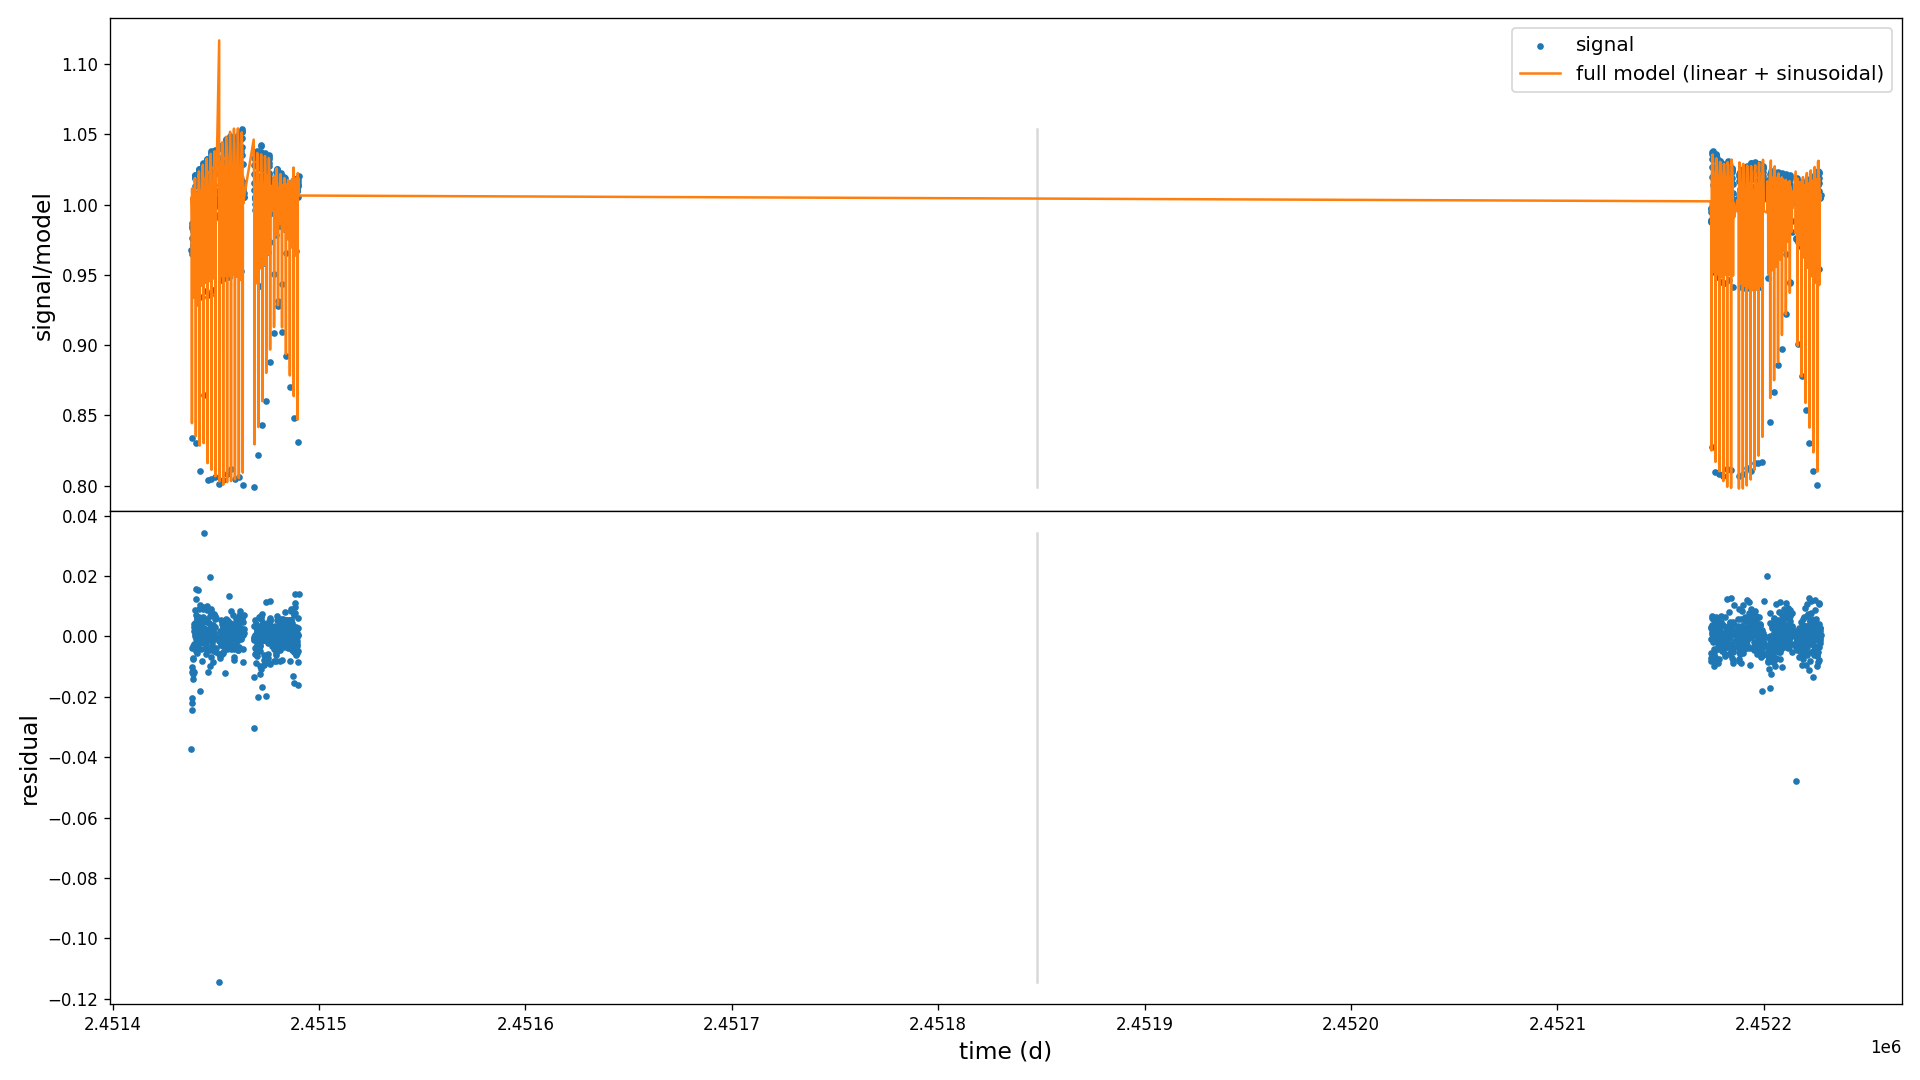 signal
full model (linear + sinusoidal)
signal/model
1.10
1.05
1.00
0.95
0.90
0.85
0.80
residual
0.04
0.02
0.00
−0.02
−0.04
−0.06
−0.08
−0.10
−0.12
2.4514 2.4515 2.4516 2.4517 2.4518 2.4519 2.4520 2.4521 2.4522
1e6
time (d)